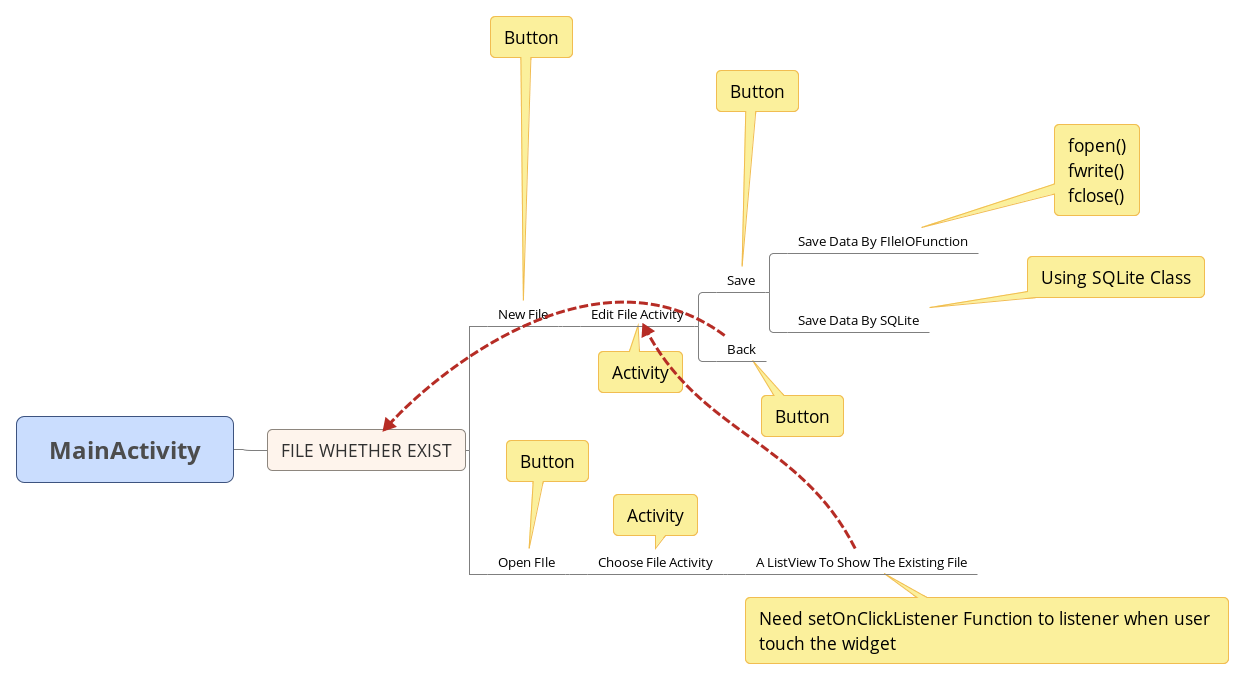 Button
Button
fopen()
fwrite()
fclose()
Save Data By FIleIOFunction
Using SQLite Class
Save
New File
Edit File Activity
Save Data By SQLite
Back
Activity
Button
MainActivity
FILE WHETHER EXIST
Button
Activity
Open FIle
Choose File Activity
A ListView To Show The Existing File
Need setOnClickListener Function to listener when user
touch the widget